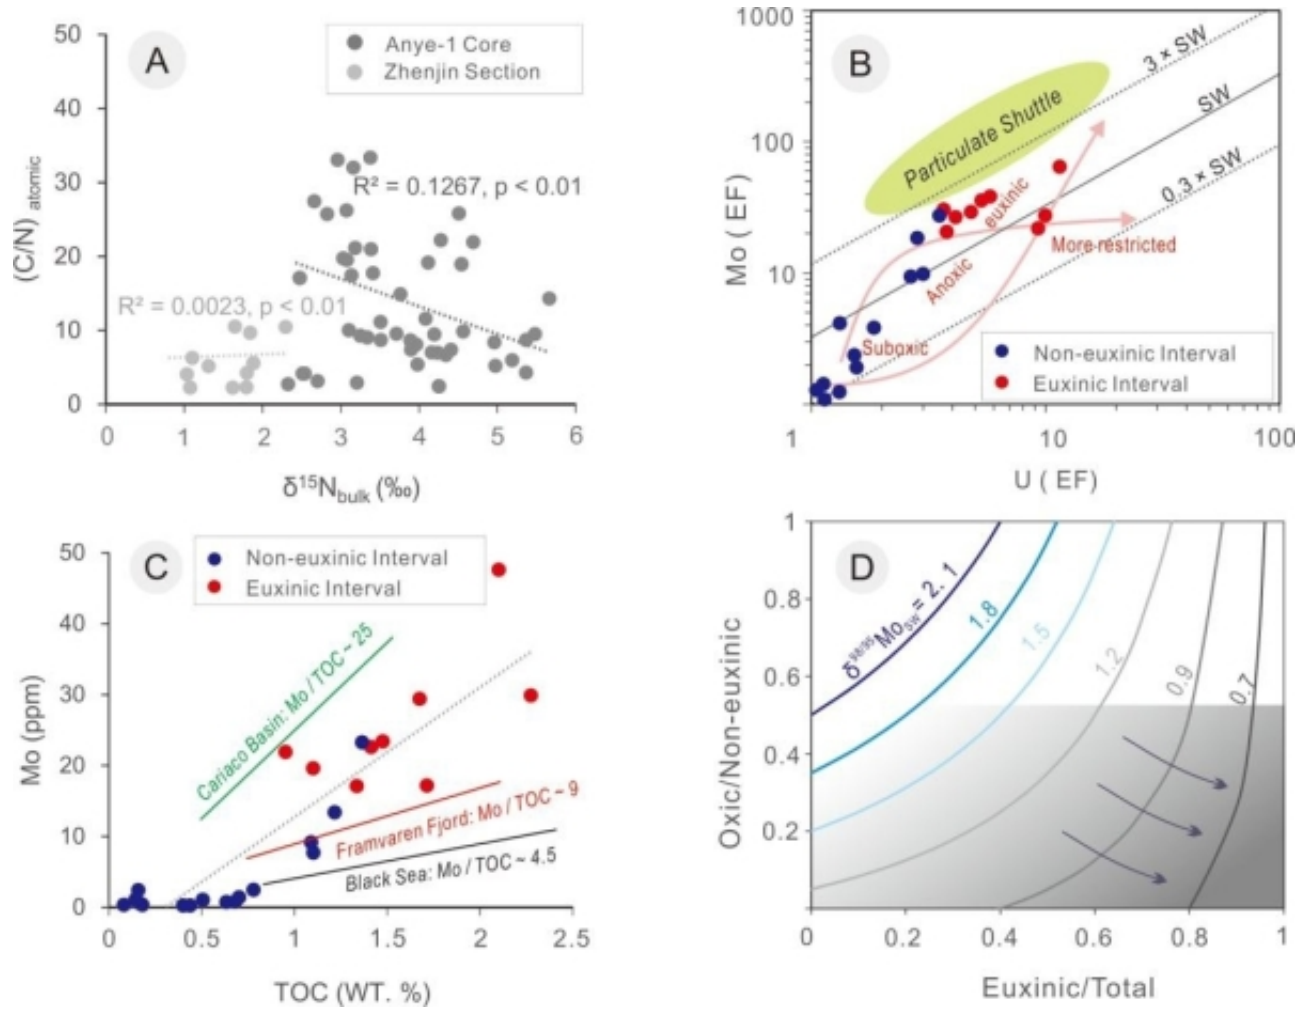 A
50
40
30
20
10
0
(C/N) atomic
Anye-1 Core
Zhenjin Section
R² = 0.1267, p < 0.01
R² = 0.0023, p < 0.01
0 1 2 3 4 5 6
δ¹⁵Nbulk (‰)
B
1000
100
10
Mo ( EF)
Particulate Shuttle
3 × SW
SW
0.3 × SW
euxinic
More-restricted
Anoxic
Suboxic
Non-euxinic Interval
Euxinic Interval
1 10 100
U ( EF)
C
50
40
30
20
10
0
Mo (ppm)
Non-euxinic Interval
Euxinic Interval
Cariaco Basin: Mo / TOC ~ 25
Framvaren Fjord: Mo / TOC ~ 9
Black Sea: Mo / TOC ~ 4.5
0 0.5 1 1.5 2 2.5
TOC (WT. %)
D
1
0.8
0.6
0.4
0.2
Oxic/Non-euxinic
δ⁹⁸/⁹⁵MoSW = 2. 1
1.8
1.5
1.2
0.9
0.7
0 0.2 0.4 0.6 0.8 1
Euxinic/Total